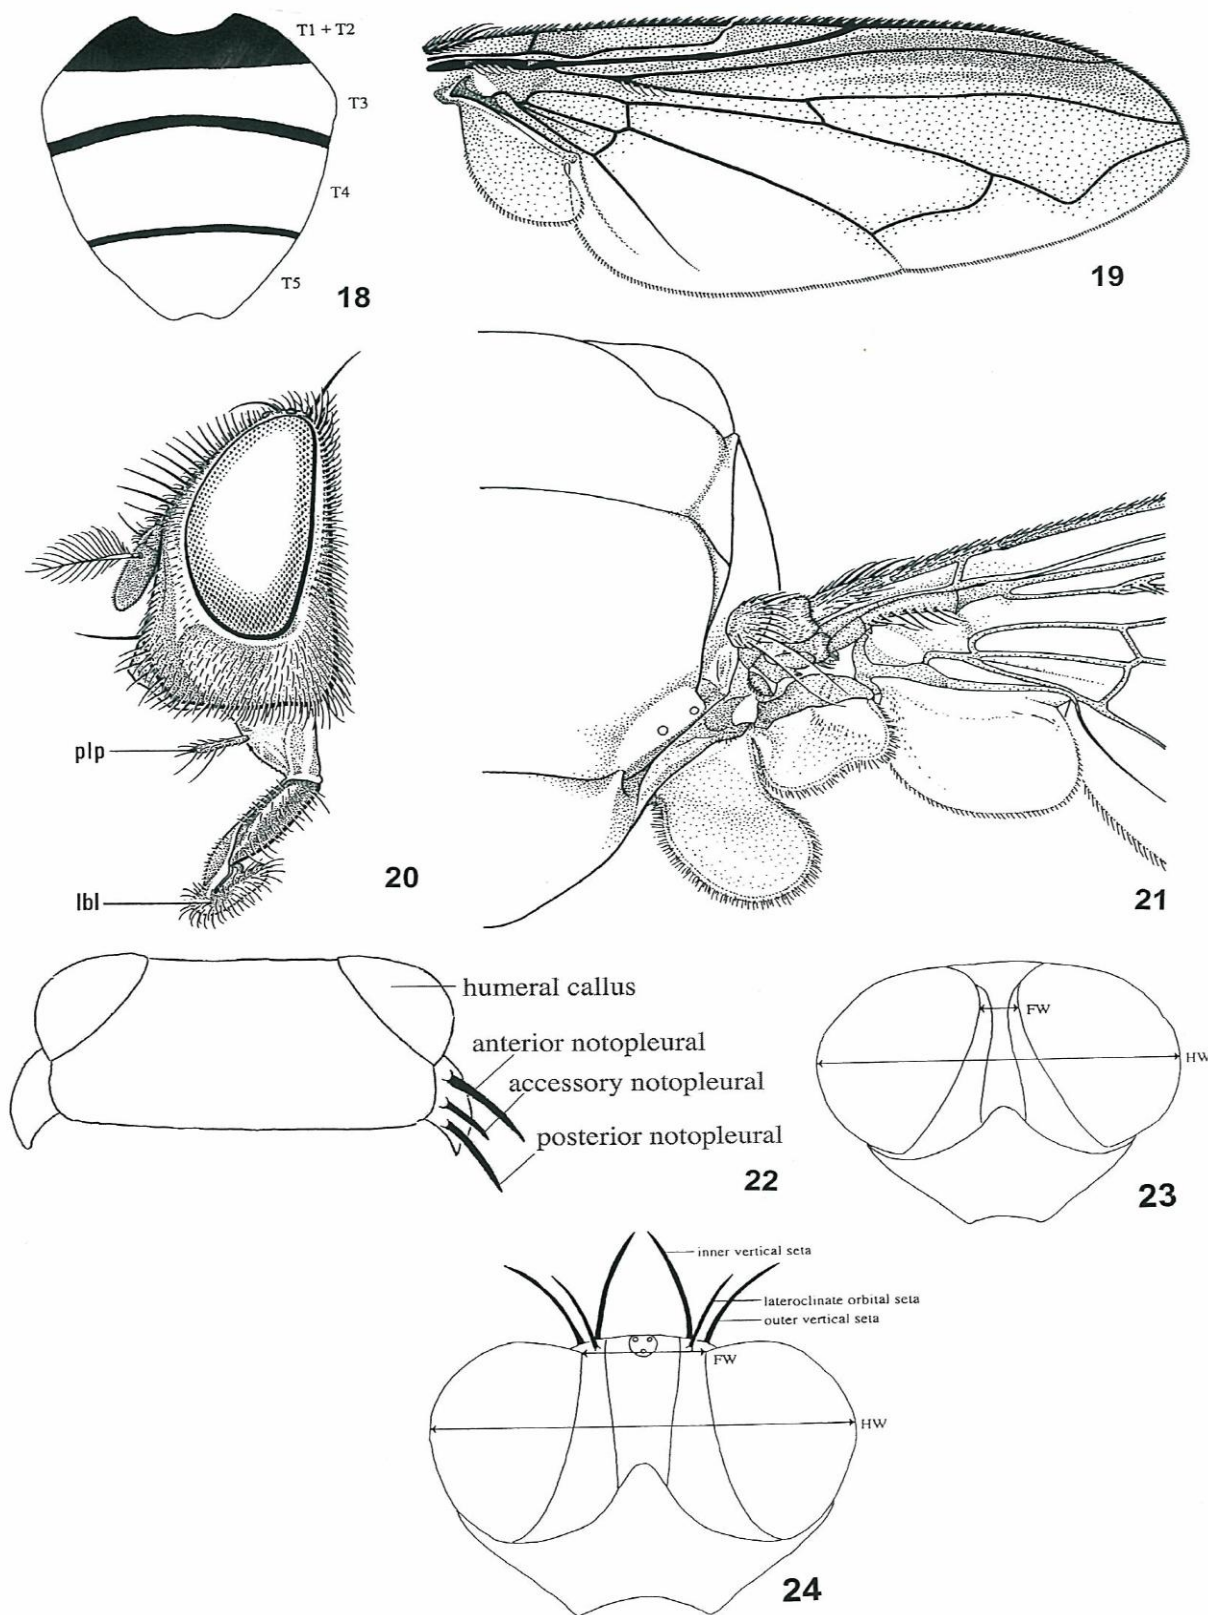 T1 + T2
T3
T4
T5
18
19
plp
lbl
20
21
humeral callus
anterior notopleural
accessory notopleural
posterior notopleural
22
FW
HW
23
inner vertical seta
lateroclinate orbital seta
outer vertical seta
FW
HW
24